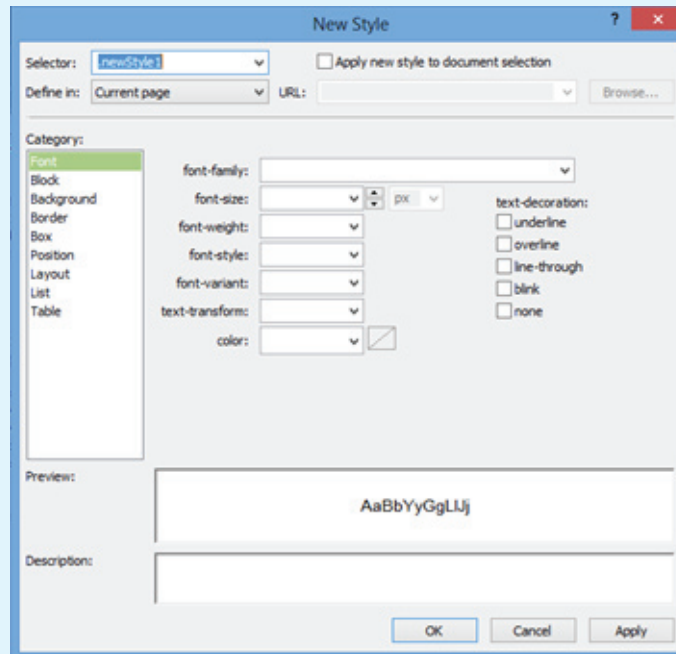 New Style
?
Selector: .newStyle1 Apply new style to document selection
Define in: Current page URL: Browse...
Category:
Font
Block
Background
Border
Box
Position
Layout
List
Table
font-family:
font-size: px
font-weight:
font-style:
font-variant:
text-transform:
color:
text-decoration:
underline
overline
line-through
blink
none
Preview:
AaBbYyGgLlJj
Description:
OK Cancel Apply